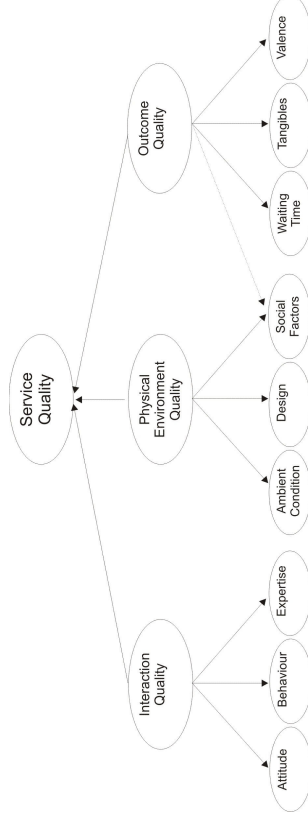 Service
Quality
Interaction
Quality
Physical
Environment
Quality
Outcome
Quality
Attitude
Behaviour
Expertise
Ambient
Condition
Design
Social
Factors
Waiting
Time
Tangibles
Valence